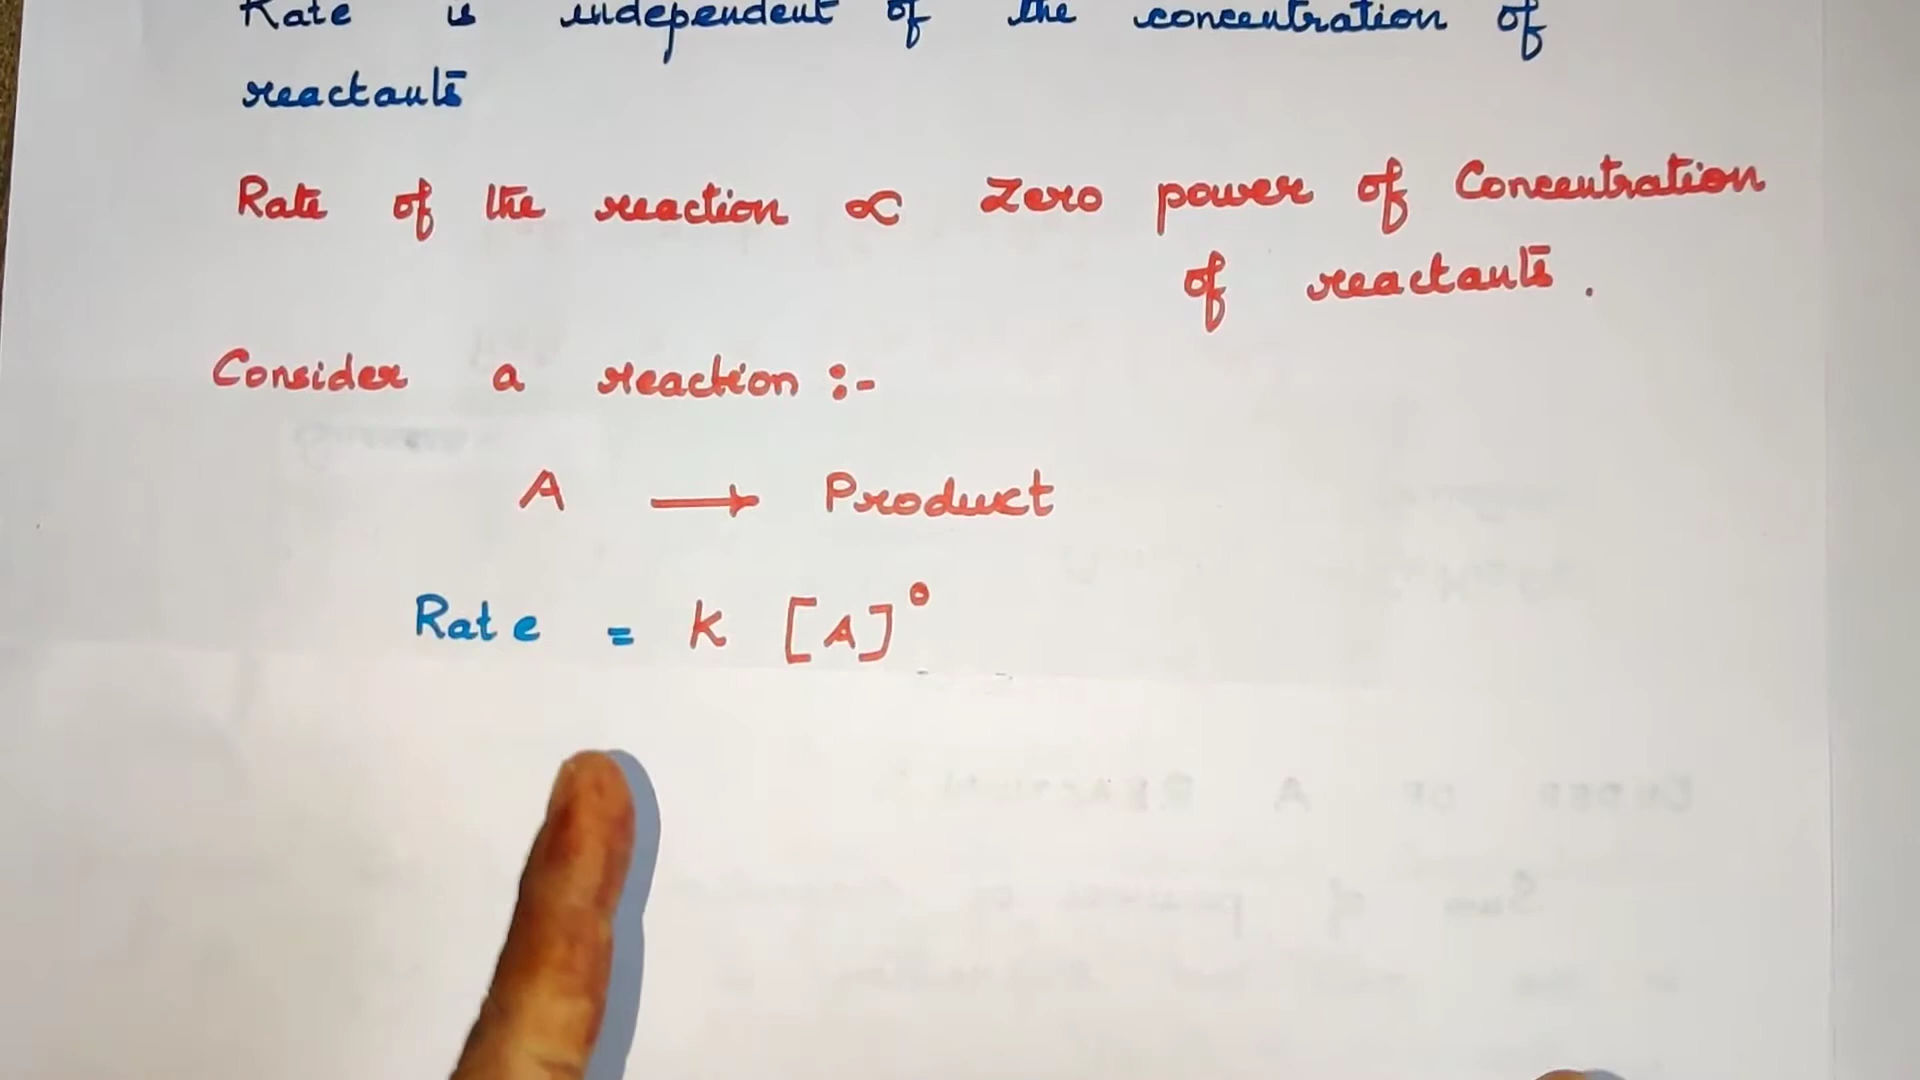 Rate is independent of the concentration of
reactants
Rate of the reaction ∝ Zero power of Concentration
of reactants.
Consider a reaction :-
A → Product
Rate = K [A]⁰